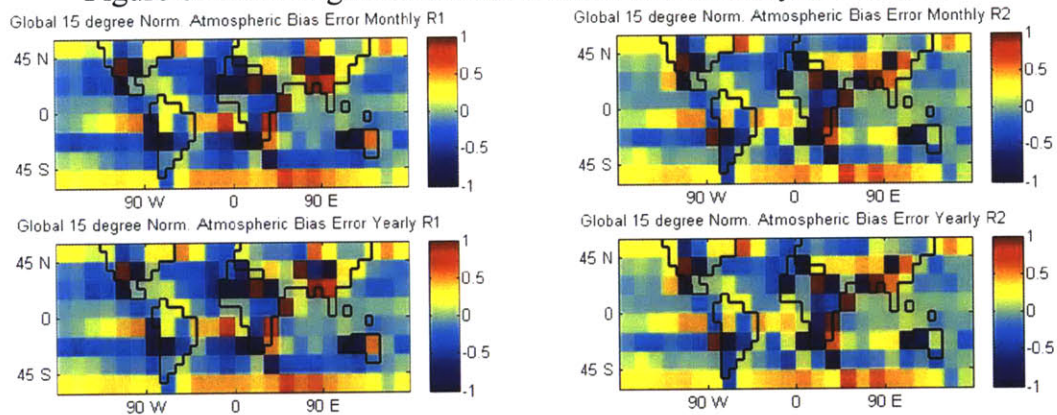 Global 15 degree Norm. Atmospheric Bias Error Monthly R1
45 N
0
45 S
90 W 0 90 E
1
0.5
0
-0.5
-1
Global 15 degree Norm. Atmospheric Bias Error Monthly R2
45 N
0
45 S
90 W 0 90 E
1
0.5
0
-0.5
-1
Global 15 degree Norm. Atmospheric Bias Error Yearly R1
45 N
0
45 S
90 W 0 90 E
1
0.5
0
-0.5
-1
Global 15 degree Norm. Atmospheric Bias Error Yearly R2
45 N
0
45 S
90 W 0 90 E
1
0.5
0
-0.5
-1